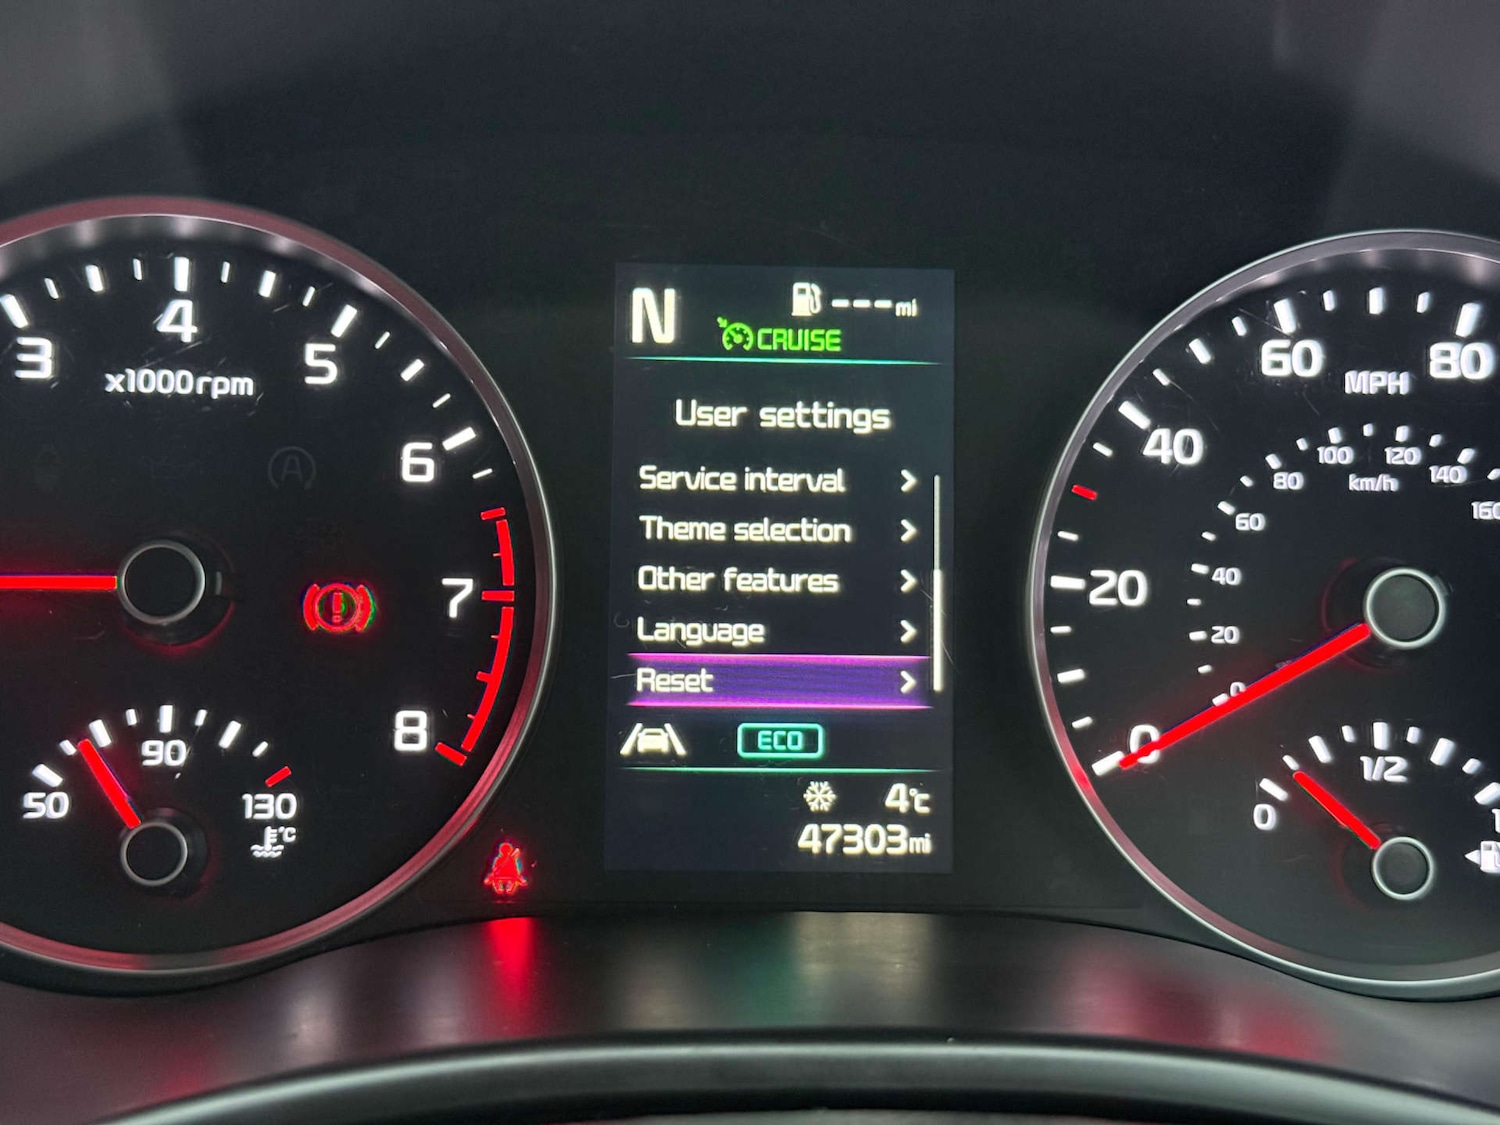 3
4
5
6
7
8
x1000rpm
A
50
90
130
°C
N
---mi
CRUISE
User settings
Service interval
Theme selection
Other features
Language
Reset
ECO
4°C
47303mi
0
20
40
60
80
MPH
0
20
40
60
80
100
120
140
160
km/h
0
1/2